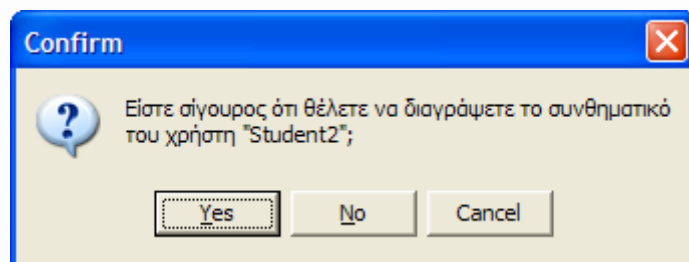 Confirm
Είστε σίγουρος ότι θέλετε να διαγράψετε το συνθηματικό
του χρήστη "Student2";
Yes No Cancel